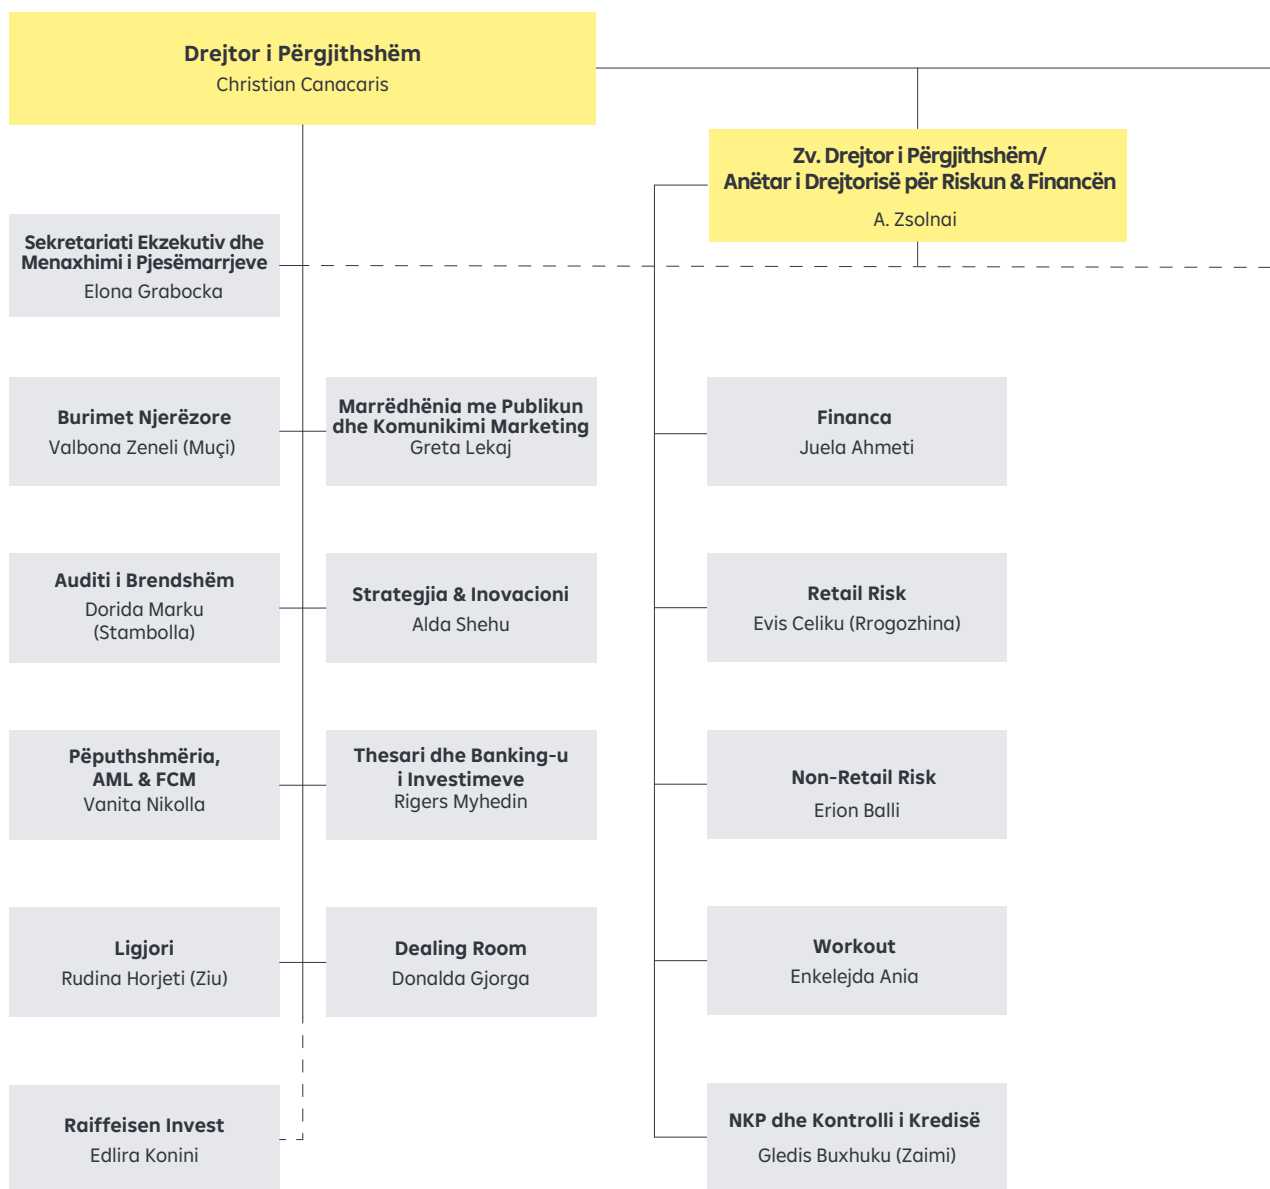 Drejtor i Përgjithshëm
Christian Canacaris
Zv. Drejtor i Përgjithshëm/
Anëtar i Drejtorisë për Riskun & Financën
A. Zsolnai
Sekretariati Ekzekutiv dhe
Menaxhimi i Pjesëmarrjeve
Elona Grabocka
Burimet Njerëzore
Valbona Zeneli (Muçi)
Marrëdhënia me Publikun
dhe Komunikimi Marketing
Greta Lekaj
Financa
Juela Ahmeti
Auditi i Brendshëm
Dorida Marku
(Stambolla)
Strategjia & Inovacioni
Alda Shehu
Retail Risk
Evis Celiku (Rrogozhina)
Pëputhshmëria,
AML & FCM
Vanita Nikolla
Thesari dhe Banking-u
i Investimeve
Rigers Myhedin
Non-Retail Risk
Erion Balli
Ligjori
Rudina Horjeti (Ziu)
Dealing Room
Donalda Gjorga
Workout
Enkelejda Ania
Raiffeisen Invest
Edlira Konini
NKP dhe Kontrolli i Kredisë
Gledis Buxhuku (Zaimi)